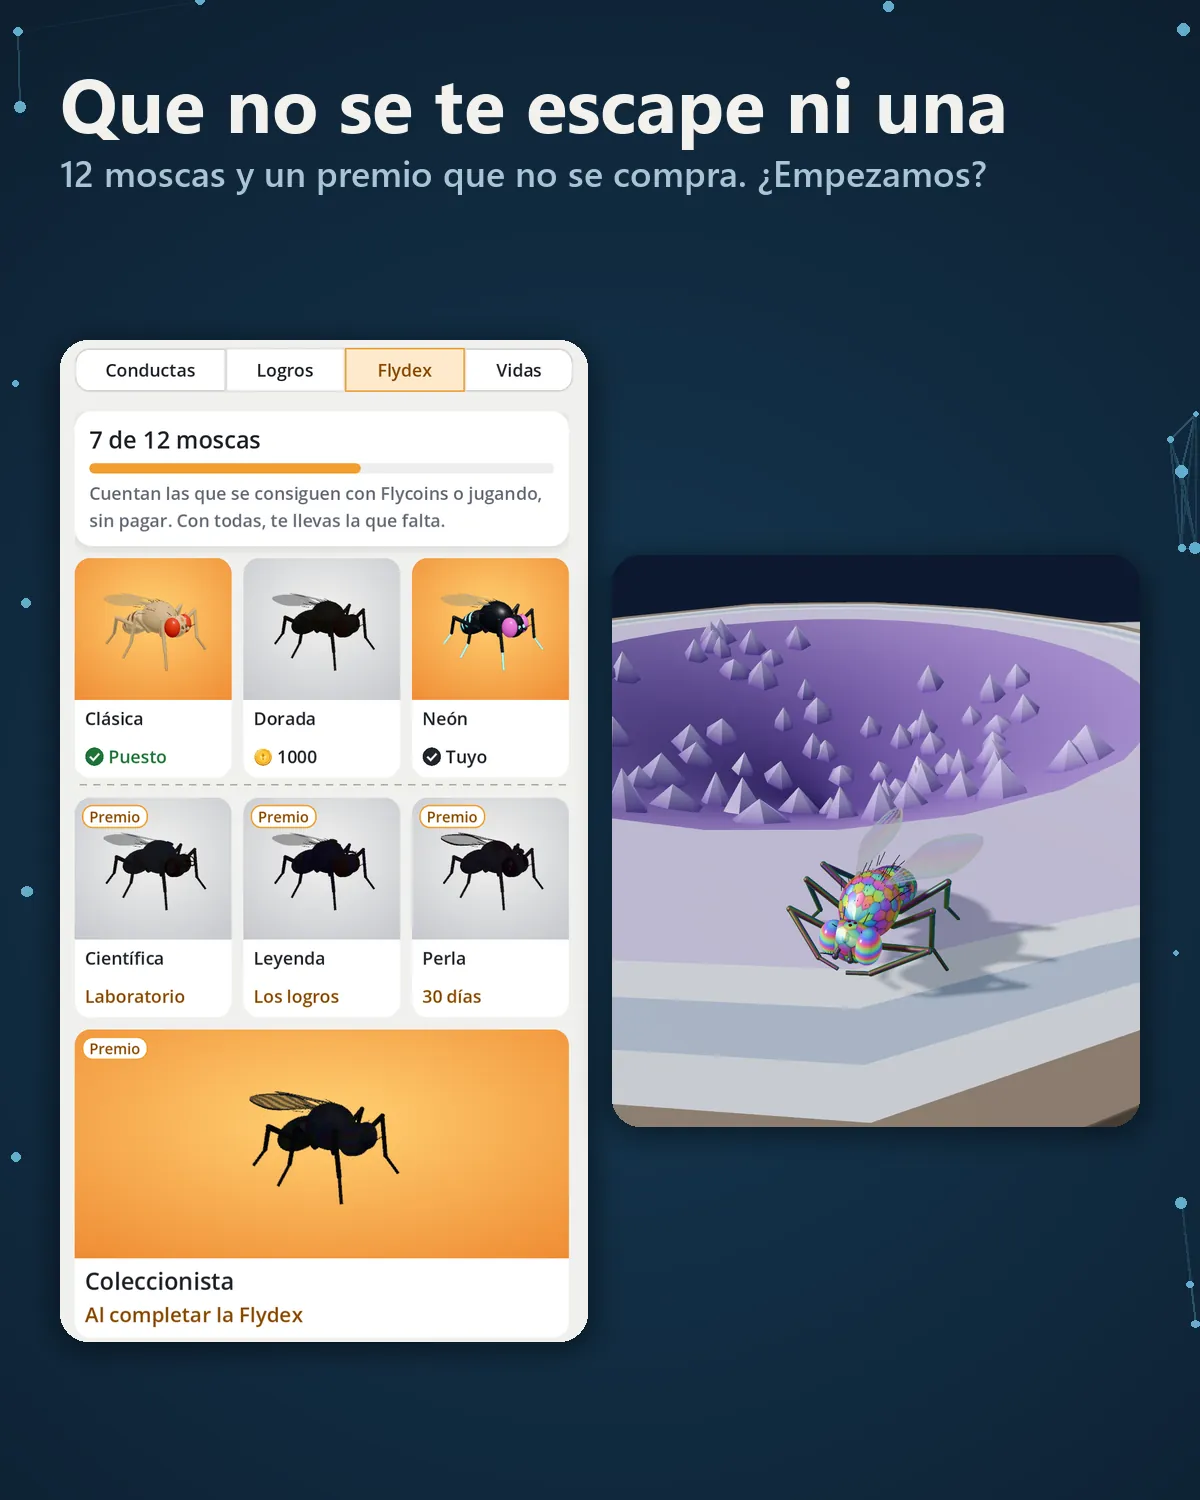 Que no se te escape ni una
12 moscas y un premio que no se compra. ¿Empezamos?
Conductas
Logros
Flydex
Vidas
7 de 12 moscas
Cuentan las que se consiguen con Flycoins o jugando,
sin pagar. Con todas, te llevas la que falta.
Clásica
Puesto
Dorada
1000
Neón
Tuyo
Premio
Científica
Laboratorio
Premio
Leyenda
Los logros
Premio
Perla
30 días
Premio
Coleccionista
Al completar la Flydex